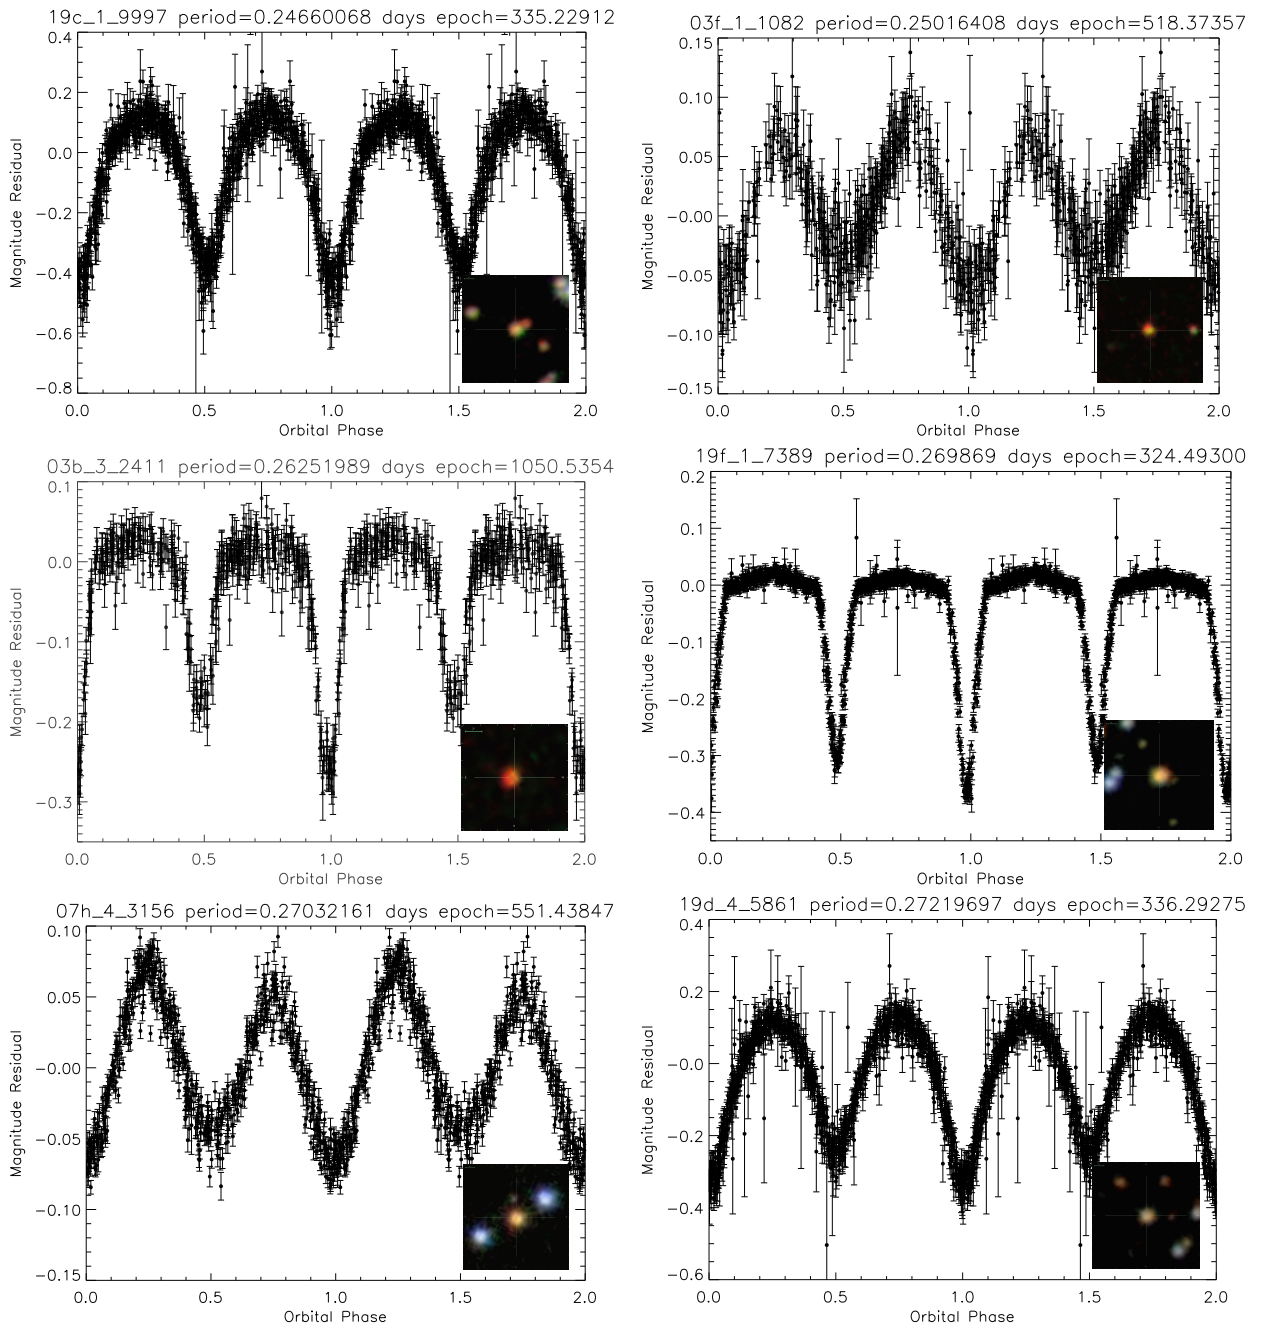 19c_1_9997 period=0.24660068 days epoch=335.22912
0.4
0.2
0.0
−0.2
−0.4
−0.6
−0.8
Magnitude Residual
0.0 0.5 1.0 1.5 2.0
Orbital Phase
03f_1_1082 period=0.25016408 days epoch=518.37357
0.15
0.10
0.05
−0.00
−0.05
−0.10
−0.15
Magnitude Residual
0.0 0.5 1.0 1.5 2.0
Orbital Phase
03b_3_2411 period=0.26251989 days epoch=1050.5354
0.1
0.0
−0.1
−0.2
−0.3
Magnitude Residual
0.0 0.5 1.0 1.5 2.0
Orbital Phase
19f_1_7389 period=0.269869 days epoch=324.49300
0.2
0.1
0.0
−0.1
−0.2
−0.3
−0.4
Magnitude Residual
0.0 0.5 1.0 1.5 2.0
Orbital Phase
07h_4_3156 period=0.27032161 days epoch=551.43847
0.10
0.05
−0.00
−0.05
−0.10
−0.15
Magnitude Residual
0.0 0.5 1.0 1.5 2.0
Orbital Phase
19d_4_5861 period=0.27219697 days epoch=336.29275
0.4
0.2
−0.0
−0.2
−0.4
−0.6
Magnitude Residual
0.0 0.5 1.0 1.5 2.0
Orbital Phase